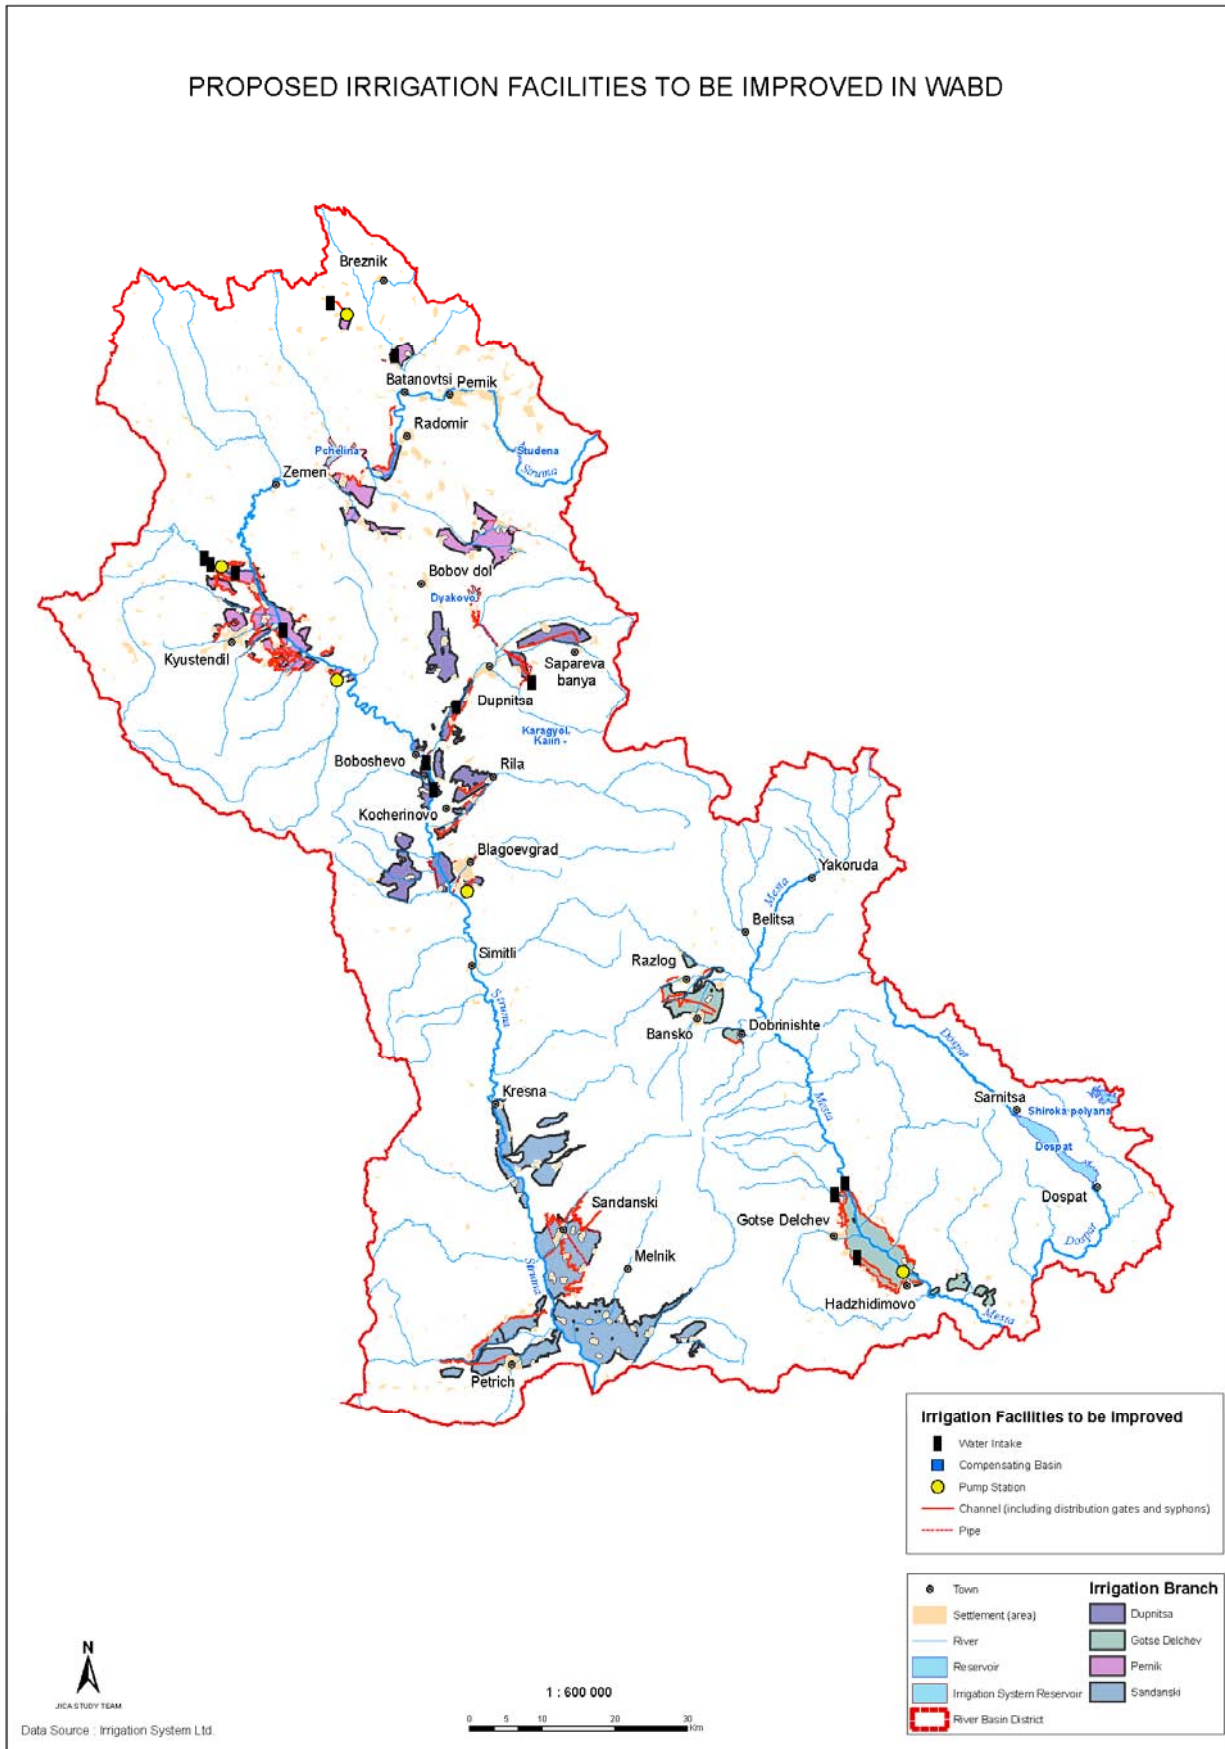 PROPOSED IRRIGATION FACILITIES TO BE IMPROVED IN WABD
Breznik
Batanovtsi
Pernik
Radomir
Pchelina
Studena
Struma
Zemen
Bobov dol
Dyakovo
Kyustendil
Sapareva
banya
Dupnitsa
Karagyol
Kalin
Boboshevo
Rila
Kocherinovo
Blagoevgrad
Yakoruda
Mesta
Belitsa
Simitli
Razlog
Struma
Bansko
Dobrinishte
Dospat
Kresna
Mesta
Sarnitsa
Shiroka polyana
Dospat
Sandanski
Dospat
Gotse Delchev
Melnik
Dospat
Struma
Hadzhidimovo
Mesta
Petrich
Irrigation Facilities to be Improved
Water Intake
Compensating Basin
Pump Station
Channel (including distribution gates and syphons)
Pipe
Town
Settlement (area)
River
Reservoir
Irrigation System Reservoir
River Basin District
Irrigation Branch
Dupnitsa
Gotse Delchev
Pernik
Sandanski
N
JICA STUDY TEAM
Data Source : Irrigation System Ltd.
1 : 600 000
0 5 10 20 30
Km